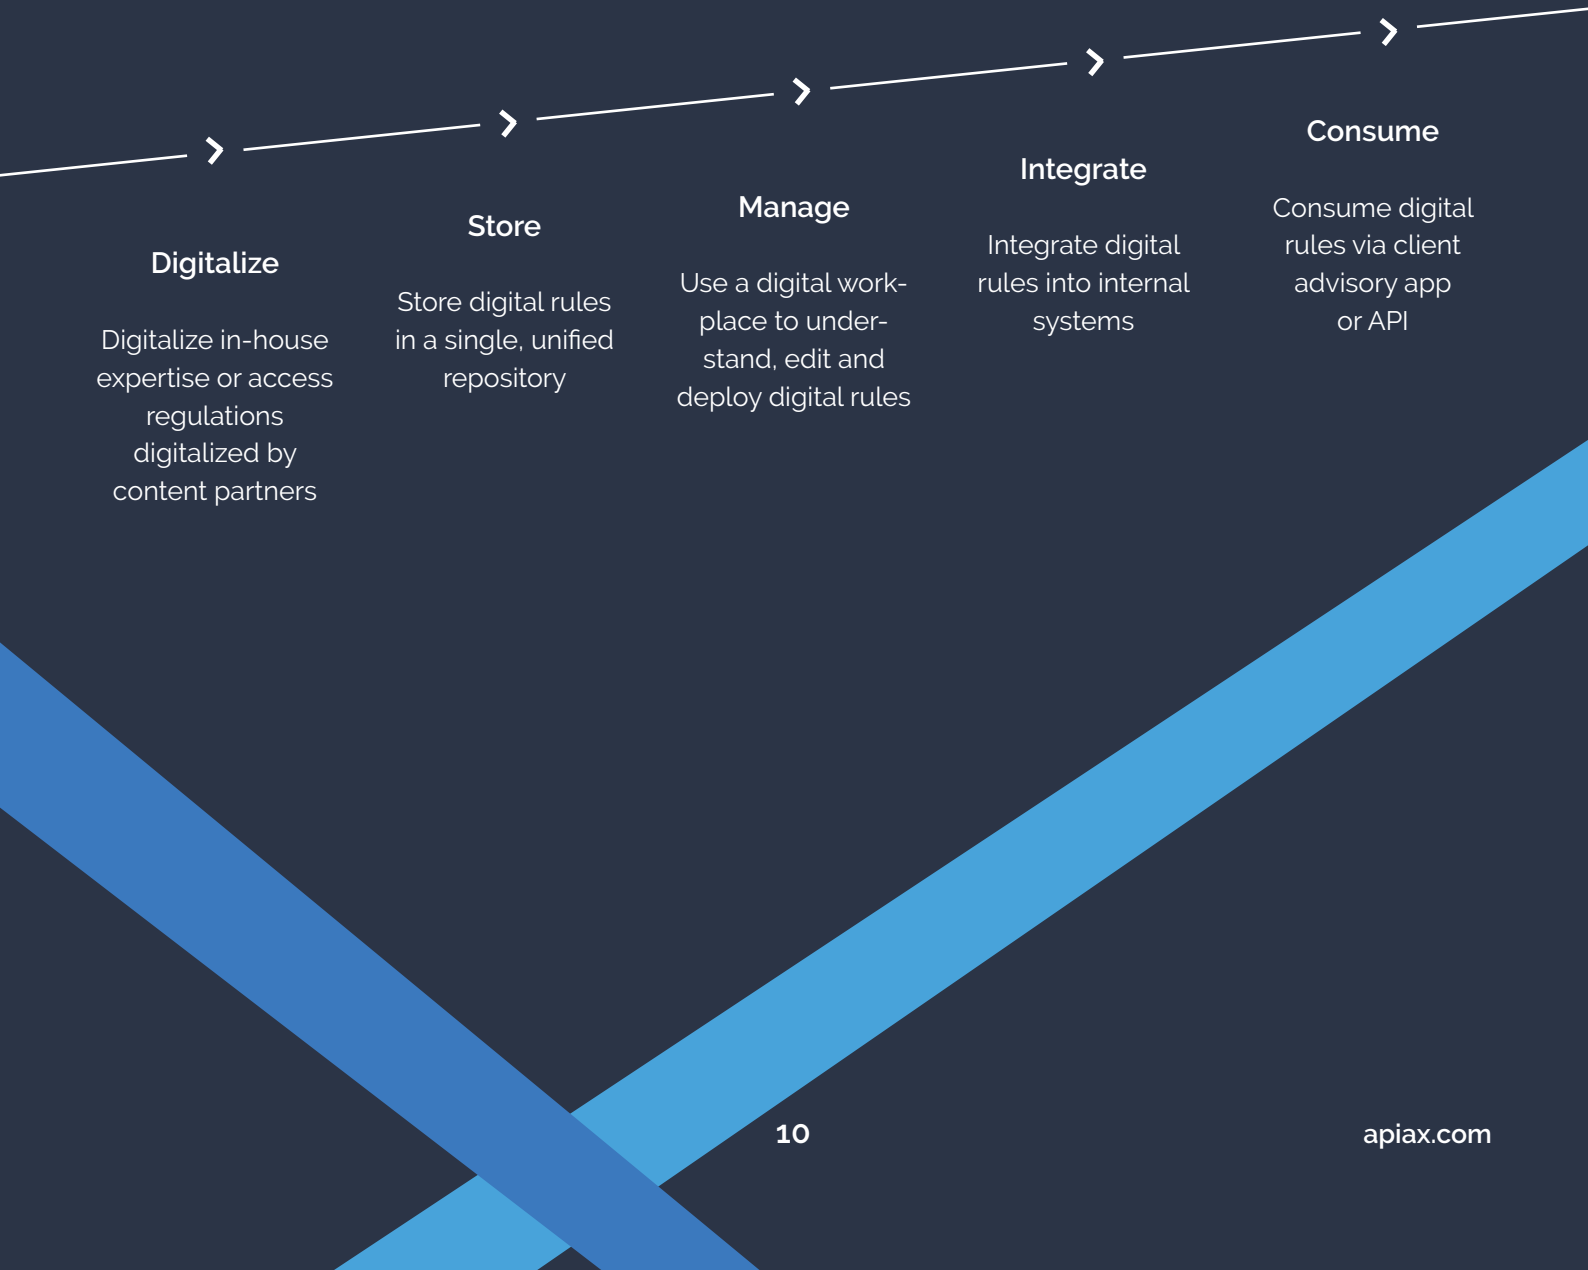 Digitalize
Digitalize in-house
expertise or access
regulations
digitalized by
content partners
Store
Store digital rules
in a single, unified
repository
Manage
Use a digital work-
place to under-
stand, edit and
deploy digital rules
Integrate
Integrate digital
rules into internal
systems
Consume
Consume digital
rules via client
advisory app
or API
10
apiax.com